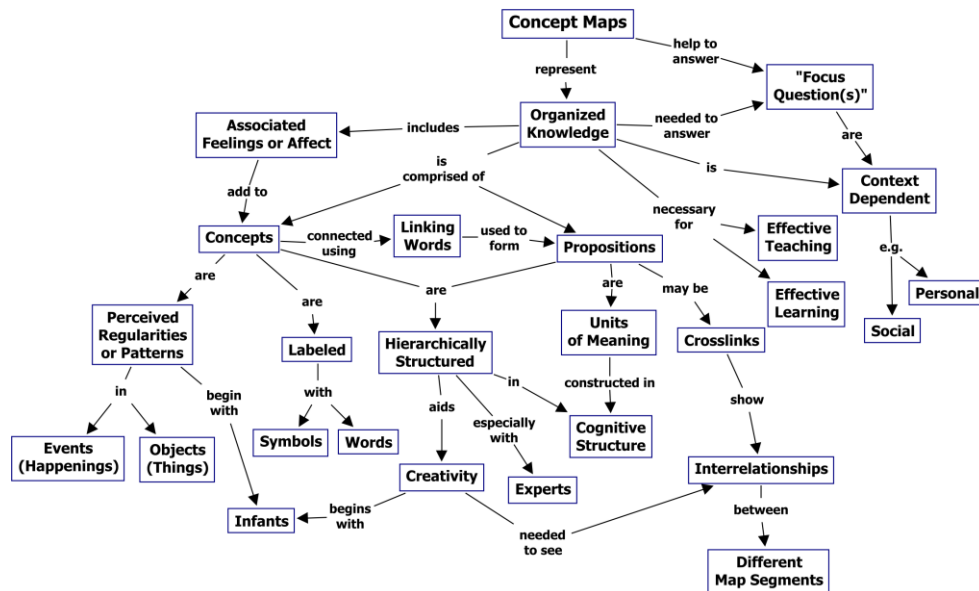 Concept Maps
help to
answer
represent
"Focus
Question(s)"
Organized
Knowledge
needed to
answer
includes
Associated
Feelings or Affect
are
is
is
comprised of
Context
Dependent
add to
necessary
for
Effective
Teaching
Concepts
connected
using
Linking
Words
used to
form
Propositions
e.g.
are
are
are
are
may be
Effective
Learning
Personal
Social
Perceived
Regularities
or Patterns
Labeled
Hierarchically
Structured
Units
of Meaning
Crosslinks
in
begin
with
with
aids
in
especially
with
constructed in
show
Events
(Happenings)
Objects
(Things)
Symbols
Words
Cognitive
Structure
Creativity
Experts
Interrelationships
Infants
begins
with
needed
to see
between
Different
Map Segments